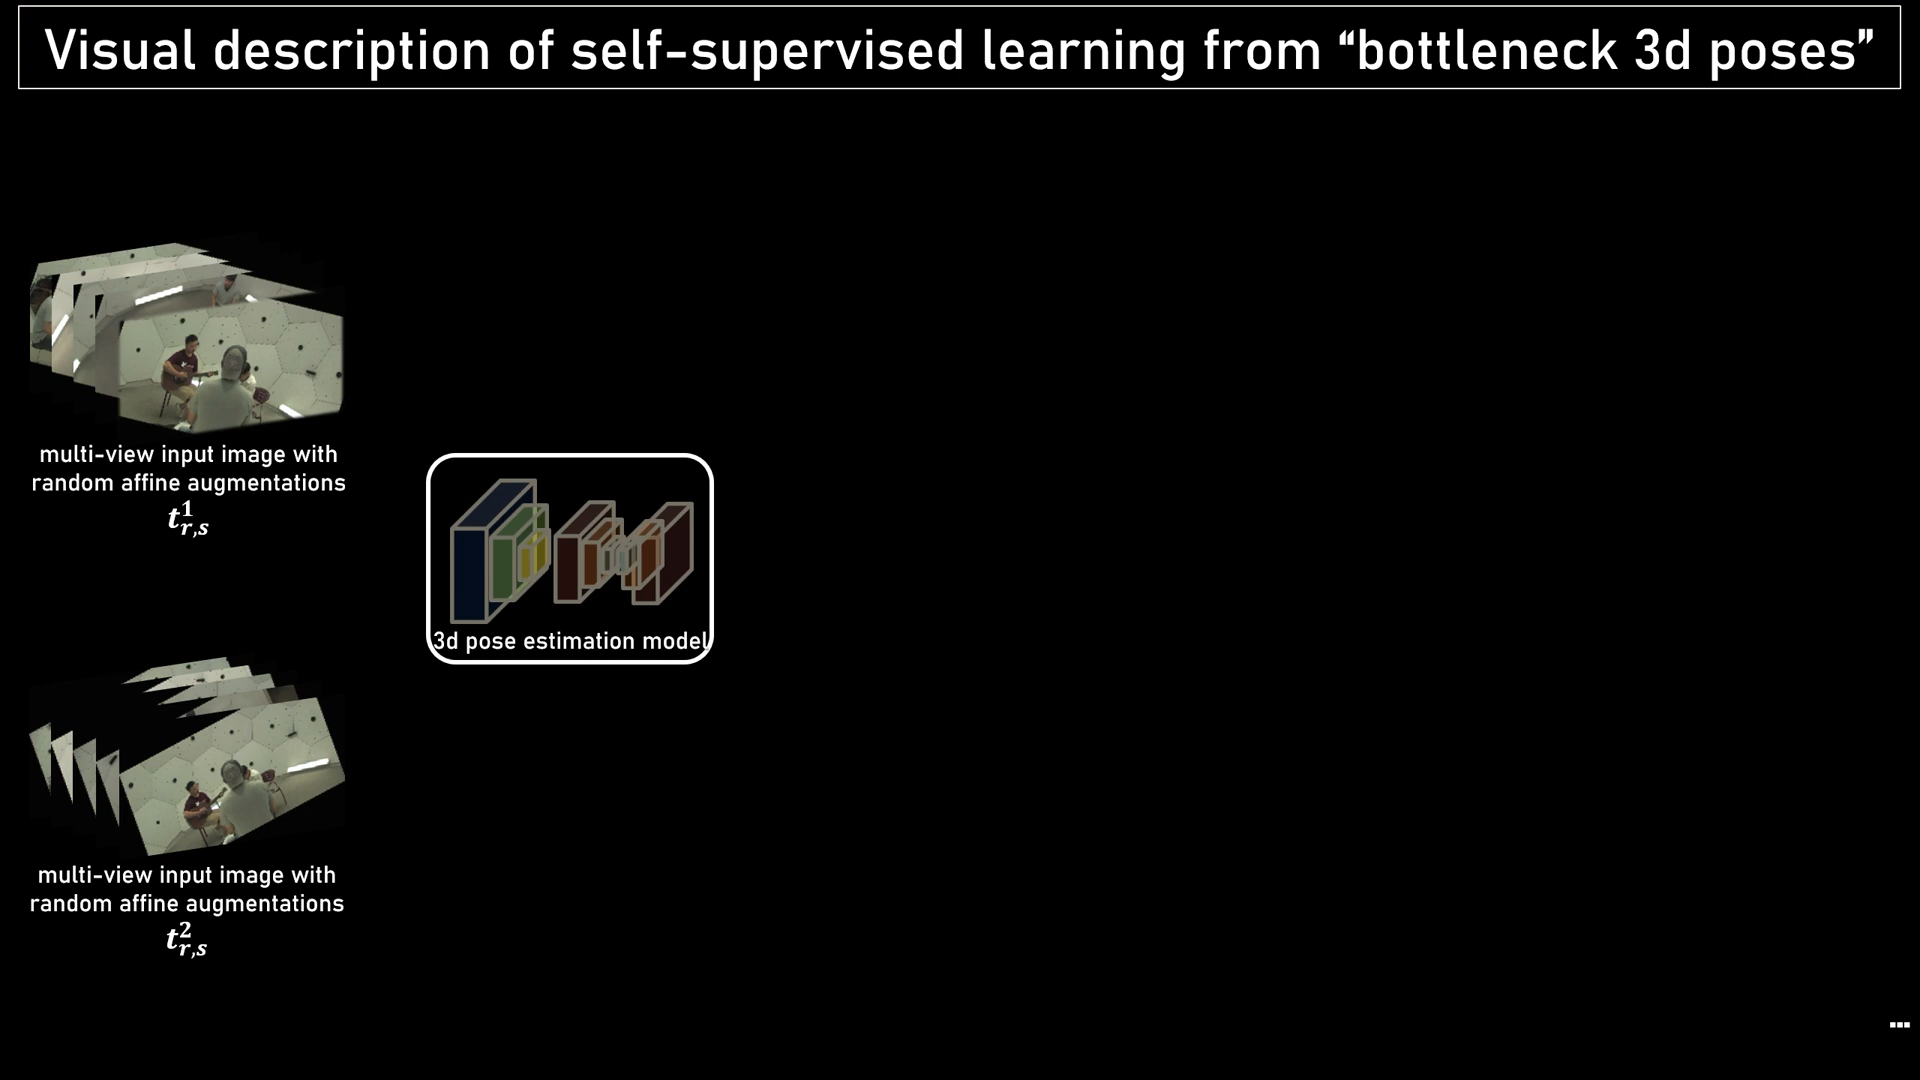 Visual description of self-supervised learning from “bottleneck 3d poses”
multi-view input image with
random affine augmentations
t¹ᵣ,ₛ
3d pose estimation model
multi-view input image with
random affine augmentations
t²ᵣ,ₛ
...